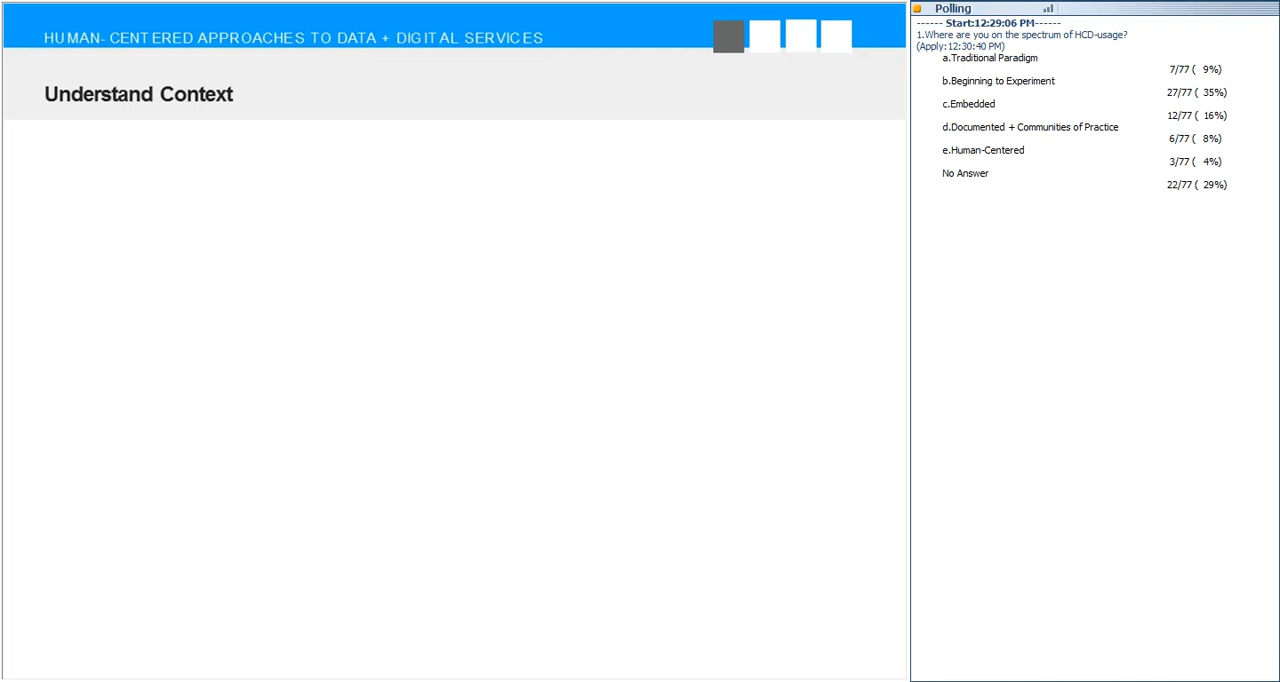 HUMAN- CENTERED APPROACHES TO DATA + DIGITAL SERVICES
Understand Context
Polling
------ Start:12:29:06 PM------
1.Where are you on the spectrum of HCD-usage?
(Apply:12:30:40 PM)
a.Traditional Paradigm
7/77 ( 9%)
b.Beginning to Experiment
27/77 ( 35%)
c.Embedded
12/77 ( 16%)
d.Documented + Communities of Practice
6/77 ( 8%)
e.Human-Centered
3/77 ( 4%)
No Answer
22/77 ( 29%)